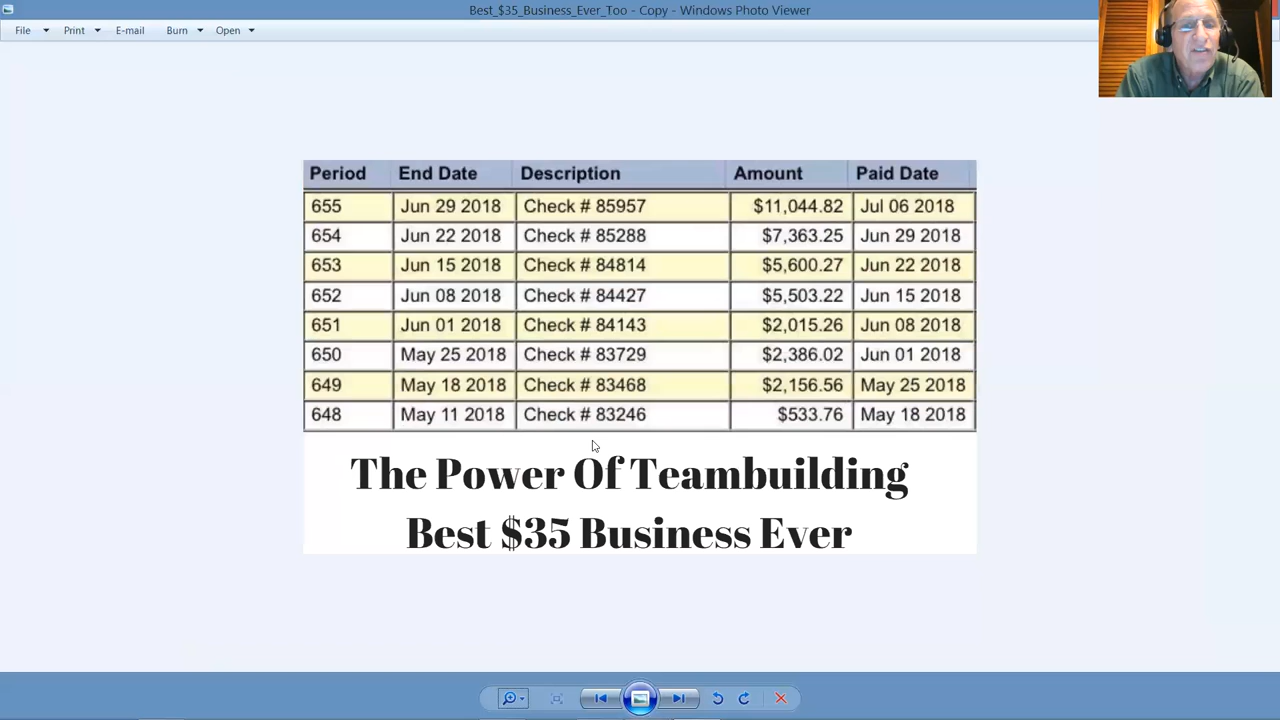 Best_$35_Business_Ever_Too - Copy - Windows Photo Viewer
File Print E-mail Burn Open
Period End Date Description Amount Paid Date
655 Jun 29 2018 Check # 85957 $11,044.82 Jul 06 2018
654 Jun 22 2018 Check # 85288 $7,363.25 Jun 29 2018
653 Jun 15 2018 Check # 84814 $5,600.27 Jun 22 2018
652 Jun 08 2018 Check # 84427 $5,503.22 Jun 15 2018
651 Jun 01 2018 Check # 84143 $2,015.26 Jun 08 2018
650 May 25 2018 Check # 83729 $2,386.02 Jun 01 2018
649 May 18 2018 Check # 83468 $2,156.56 May 25 2018
648 May 11 2018 Check # 83246 $533.76 May 18 2018
The Power Of Teambuilding
Best $35 Business Ever